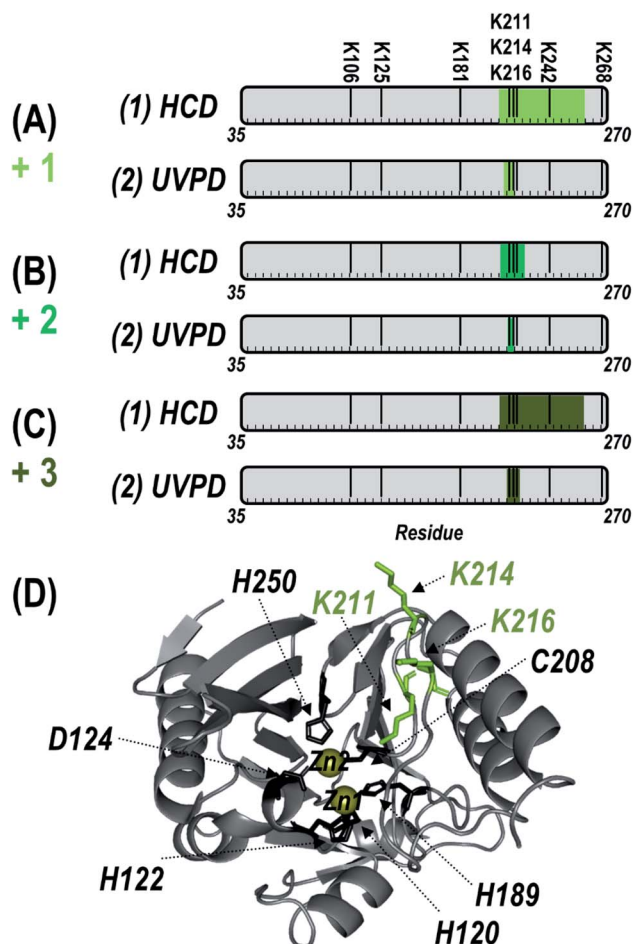 K211
K214
K106 K125 K181 K216 K242 K268
(A)
+ 1
(1) HCD
35 270
(2) UVPD
35 270
(B)
+ 2
(1) HCD
35 270
(2) UVPD
35 270
(C)
+ 3
(1) HCD
35 270
(2) UVPD
35 270
Residue
(D)
K214
H250 K211
K216
C208
D124
Zn2
Zn1
H122
H189
H120